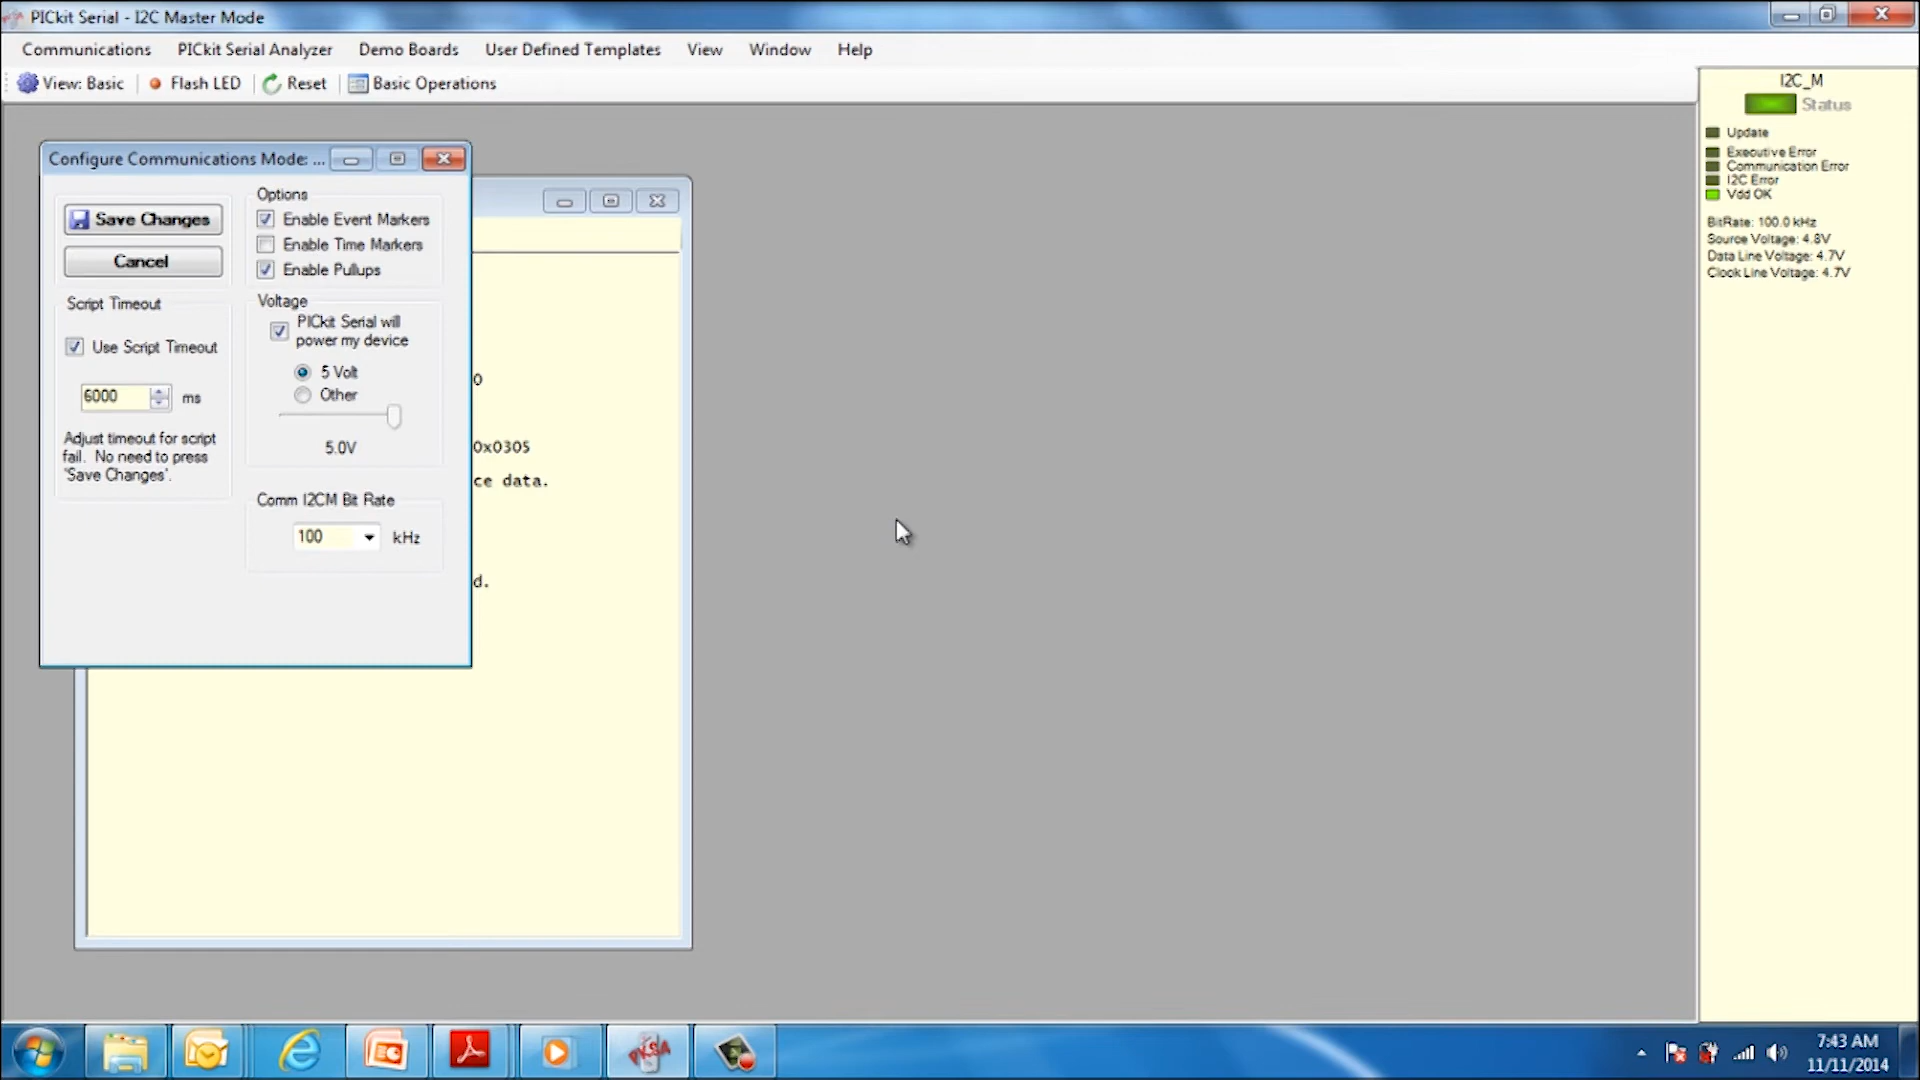 PICkit Serial - I2C Master Mode
Communications PICkit Serial Analyzer Demo Boards User Defined Templates View Window Help
View: Basic Flash LED Reset Basic Operations
Configure Communications Mode: ...
Save Changes
Cancel
Script Timeout
Use Script Timeout
6000 ms
Adjust timeout for script
fail. No need to press
'Save Changes'.
Options
Enable Event Markers
Enable Time Markers
Enable Pullups
Voltage
PICkit Serial will
power my device
5 Volt
Other
5.0V
Comm I2CM Bit Rate
100 kHz
0
0x0305
ce data.
d.
I2C_M
Status
Update
Executive Error
Communication Error
I2C Error
Vdd OK
BitRate: 100.0 kHz
Source Voltage: 4.8V
Data Line Voltage: 4.7V
Clock Line Voltage: 4.7V
PKSA
7:43 AM
11/11/2014